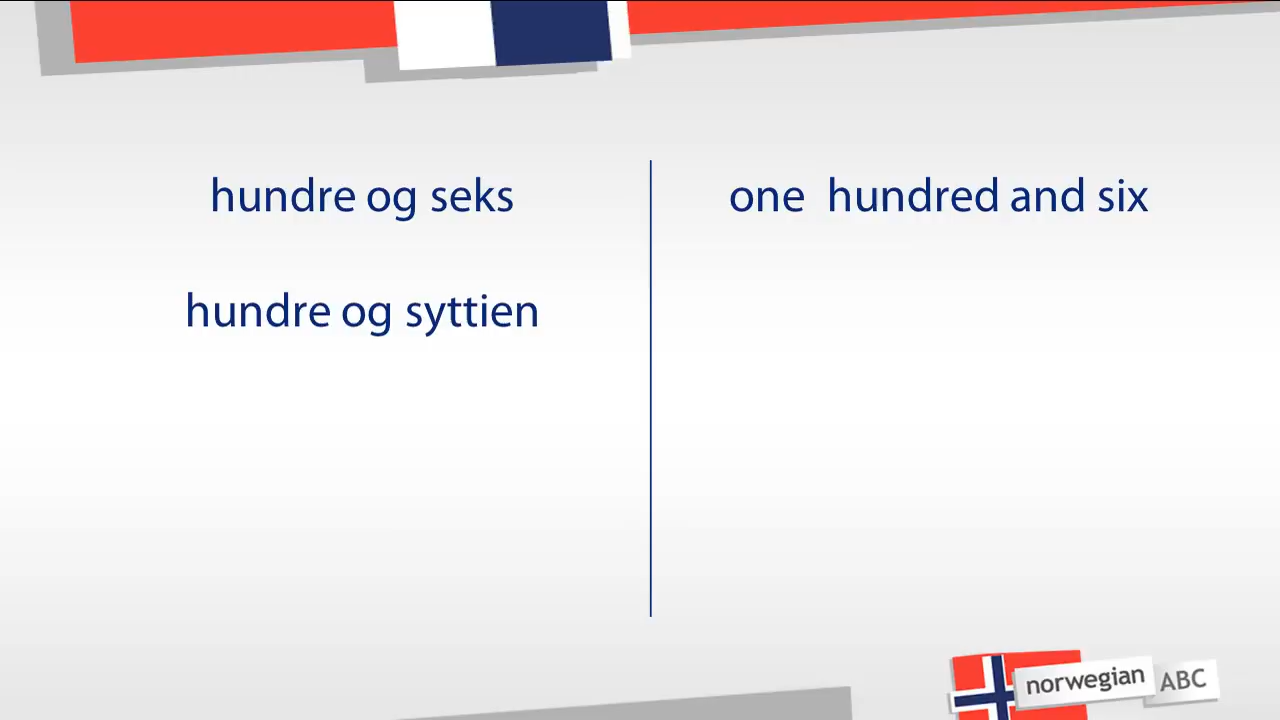 hundre og seks
one hundred and six
hundre og syttien
norwegian ABC